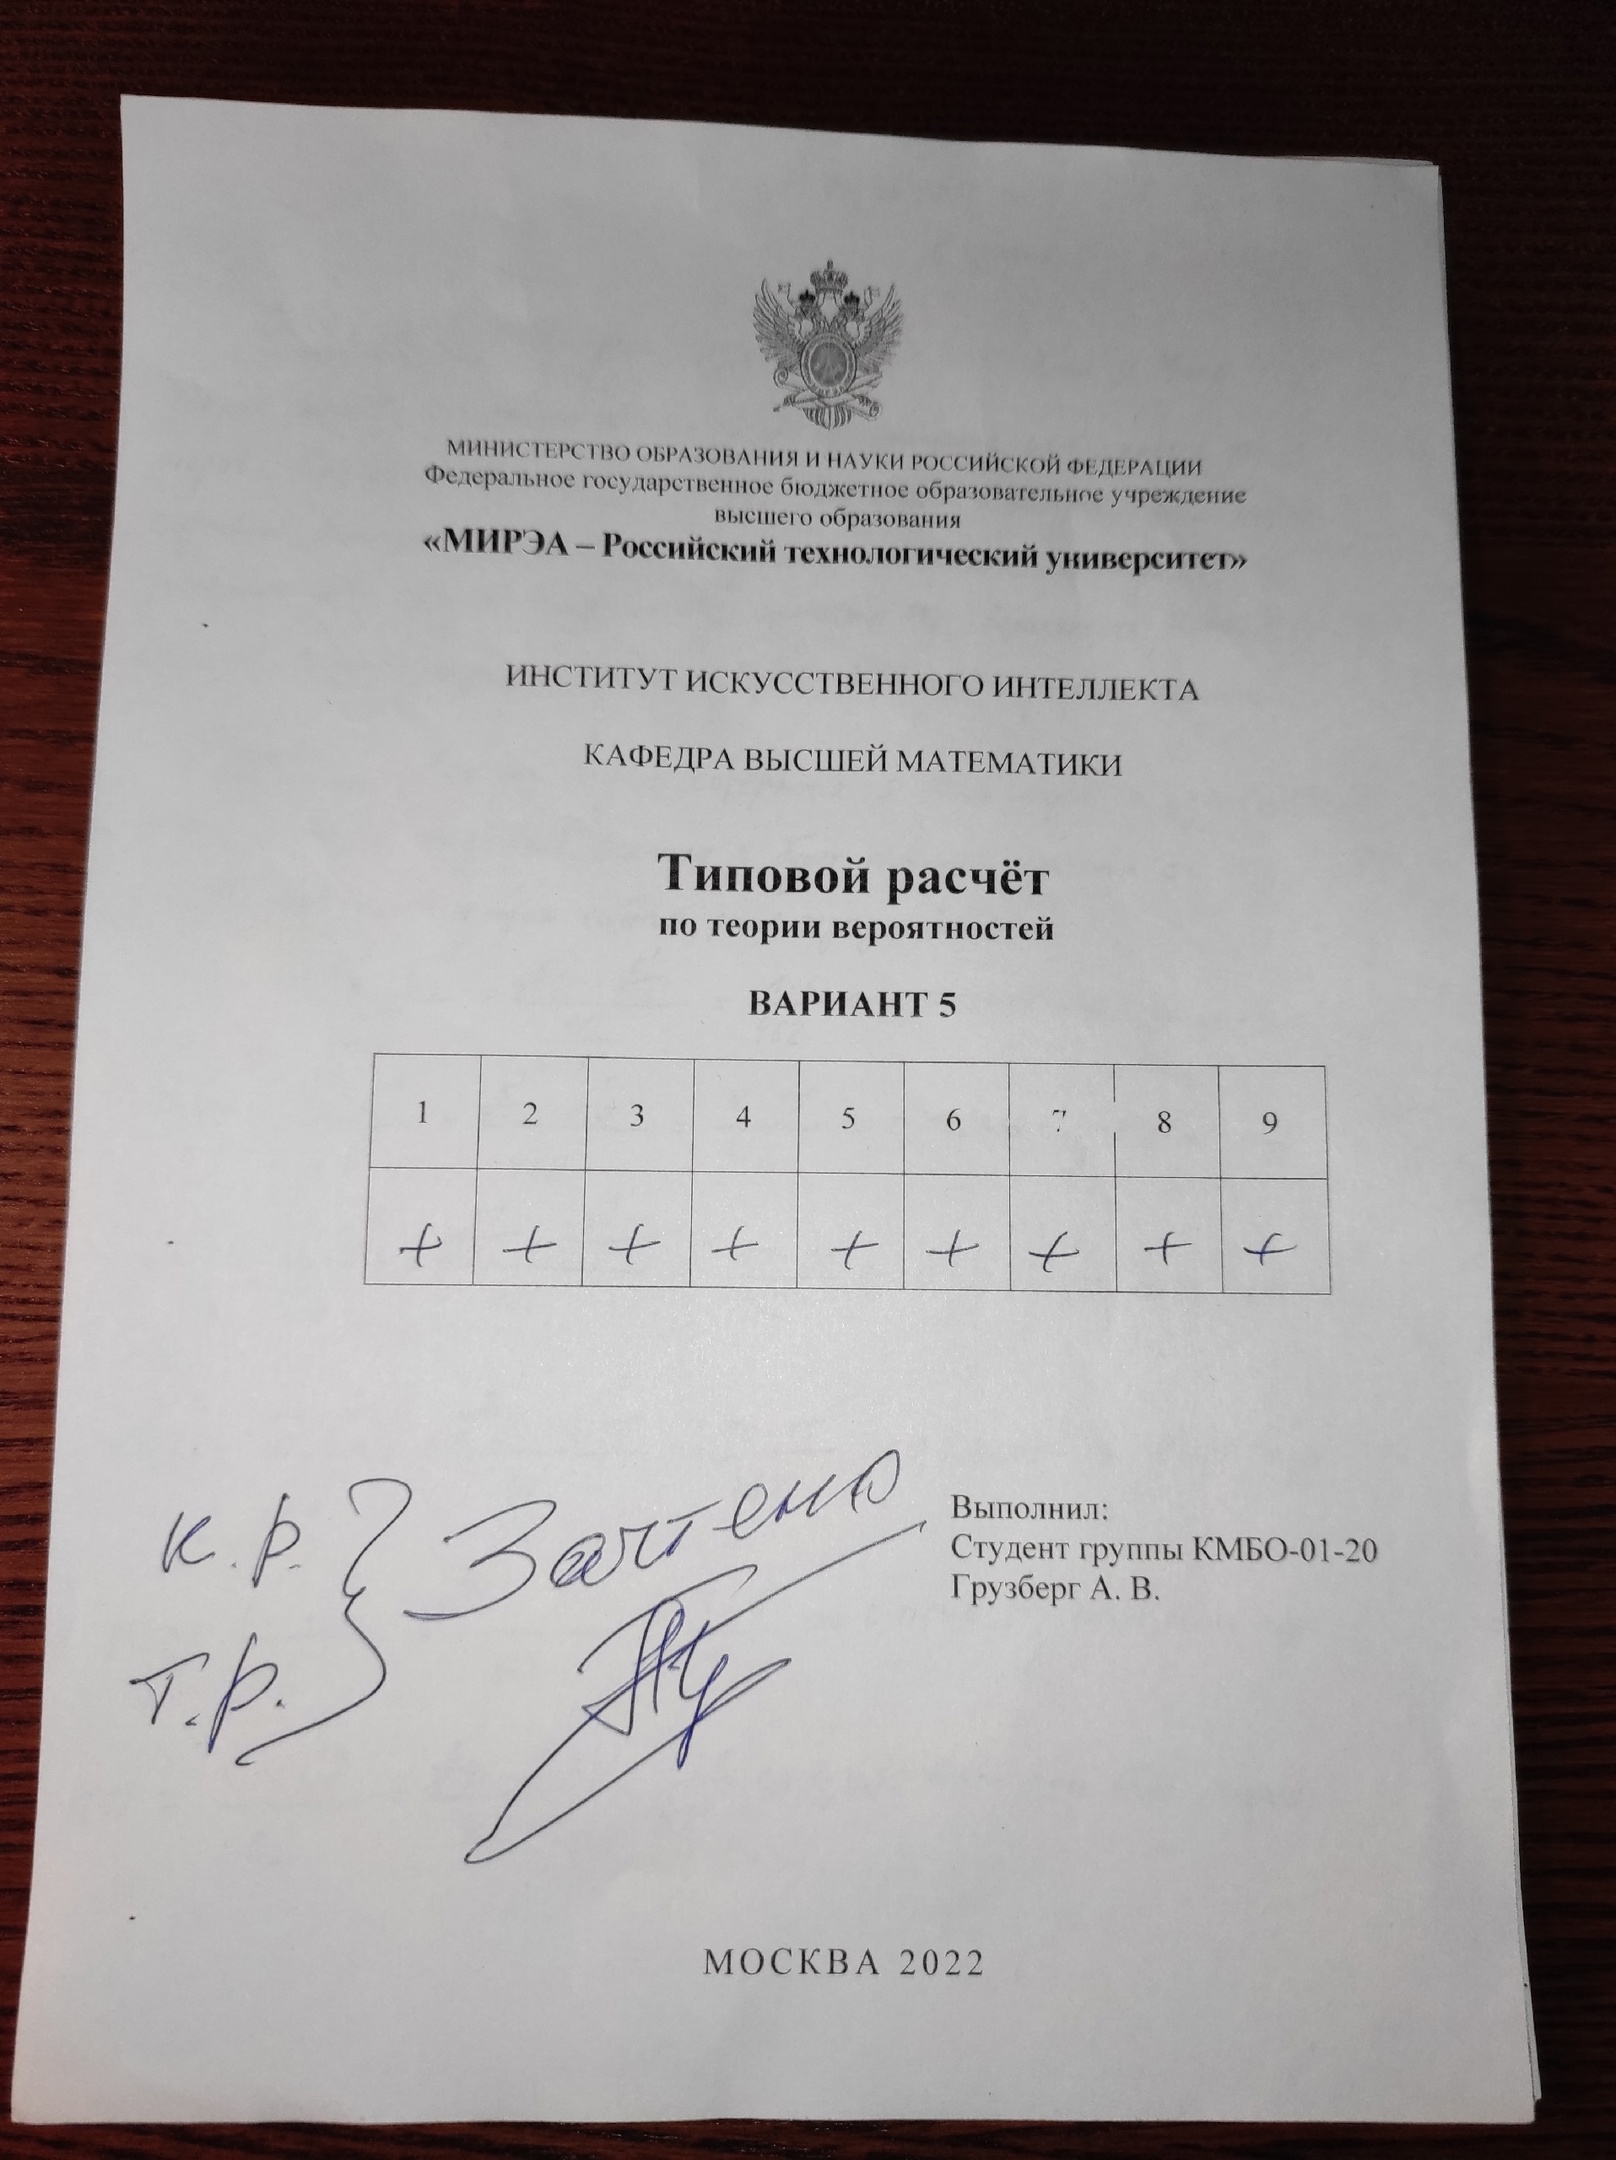 МИНИСТЕРСТВО ОБРАЗОВАНИЯ И НАУКИ РОССИЙСКОЙ ФЕДЕРАЦИИ
Федеральное государственное бюджетное образовательное учреждение
высшего образования
«МИРЭА – Российский технологический университет»
ИНСТИТУТ ИСКУССТВЕННОГО ИНТЕЛЛЕКТА
КАФЕДРА ВЫСШЕЙ МАТЕМАТИКИ
Типовой расчёт
по теории вероятностей
ВАРИАНТ 5
1 2 3 4 5 6 7 8 9
+ + + + + + + + +
к.р.
т.р.
Зачтено
Выполнил:
Студент группы КМБО-01-20
Грузберг А. В.
МОСКВА 2022